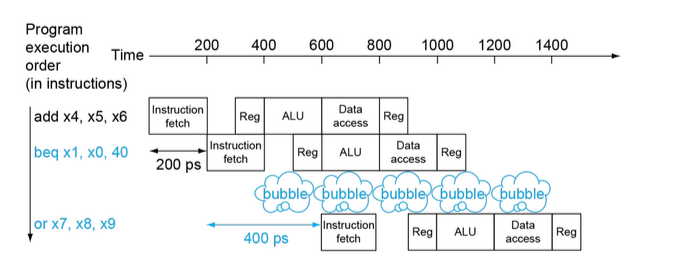 Program
execution
order
(in instructions)
Time
200 400 600 800 1000 1200 1400
add x4, x5, x6
Instruction
fetch
Reg
ALU
Data
access
Reg
beq x1, x0, 40
200 ps
Instruction
fetch
Reg
ALU
Data
access
Reg
bubble bubble bubble bubble bubble
or x7, x8, x9
400 ps
Instruction
fetch
Reg
ALU
Data
access
Reg